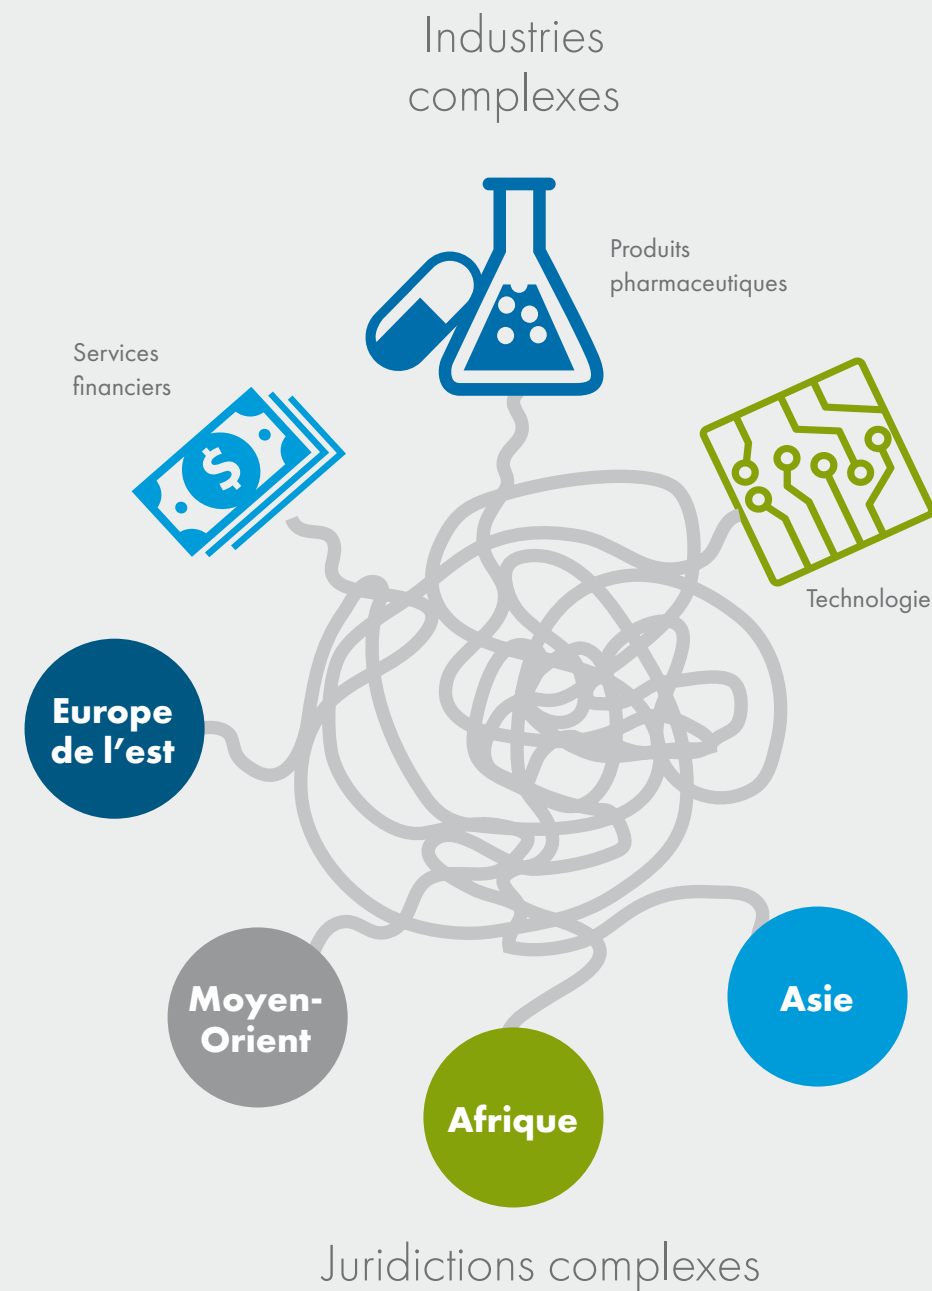 Industries
complexes
Produits
pharmaceutiques
Services
financiers
$
Technologie
Europe
de l'est
Moyen-
Orient
Asie
Afrique
Juridictions complexes